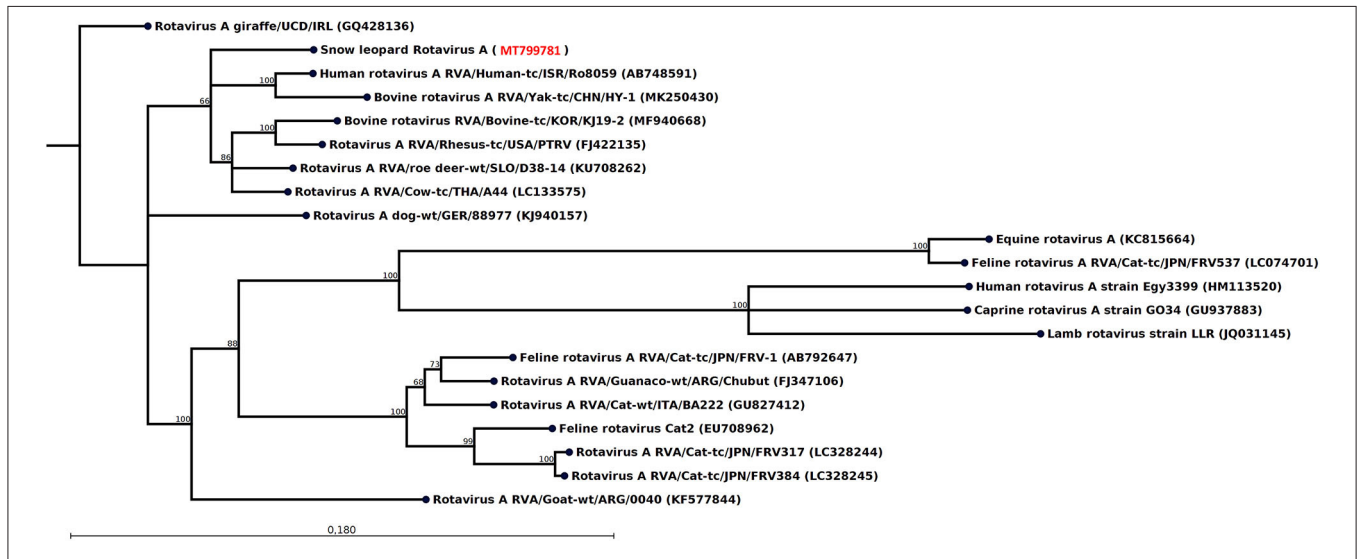 Rotavirus A giraffe/UCD/IRL (GQ428136)
Snow leopard Rotavirus A ( MT799781 )
Human rotavirus A RVA/Human-tc/ISR/Ro8059 (AB748591)
100
Bovine rotavirus A RVA/Yak-tc/CHN/HY-1 (MK250430)
66
Bovine rotavirus RVA/Bovine-tc/KOR/KJ19-2 (MF940668)
100
Rotavirus A RVA/Rhesus-tc/USA/PTRV (FJ422135)
86
Rotavirus A RVA/roe deer-wt/SLO/D38-14 (KU708262)
Rotavirus A RVA/Cow-tc/THA/A44 (LC133575)
Rotavirus A dog-wt/GER/88977 (KJ940157)
Equine rotavirus A (KC815664)
100
Feline rotavirus A RVA/Cat-tc/JPN/FRV537 (LC074701)
100
Human rotavirus A strain Egy3399 (HM113520)
100
Caprine rotavirus A strain GO34 (GU937883)
Lamb rotavirus strain LLR (JQ031145)
88
Feline rotavirus A RVA/Cat-tc/JPN/FRV-1 (AB792647)
73
Rotavirus A RVA/Guanaco-wt/ARG/Chubut (FJ347106)
68
Rotavirus A RVA/Cat-wt/ITA/BA222 (GU827412)
100
100
Feline rotavirus Cat2 (EU708962)
99
Rotavirus A RVA/Cat-tc/JPN/FRV317 (LC328244)
100
Rotavirus A RVA/Cat-tc/JPN/FRV384 (LC328245)
Rotavirus A RVA/Goat-wt/ARG/0040 (KF577844)
0,180